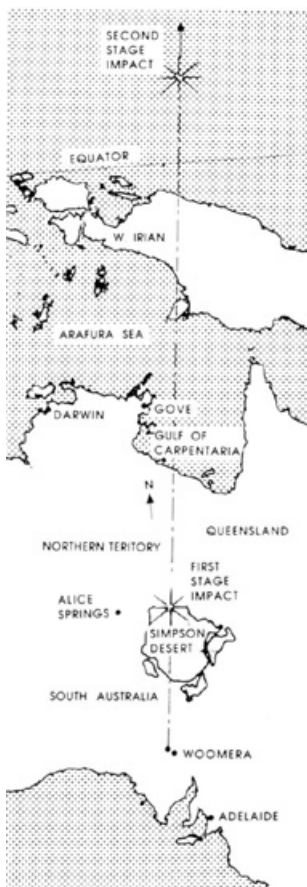 SECOND
STAGE
IMPACT
EQUATOR
W. IRIAN
ARAFURA SEA
DARWIN
GOVE
GULF OF
CARPENTARIA
N
QUEENSLAND
NORTHERN TERITORY
FIRST
STAGE
IMPACT
ALICE
SPRINGS
SIMPSON
DESERT
SOUTH AUSTRALIA
WOOMERA
ADELAIDE